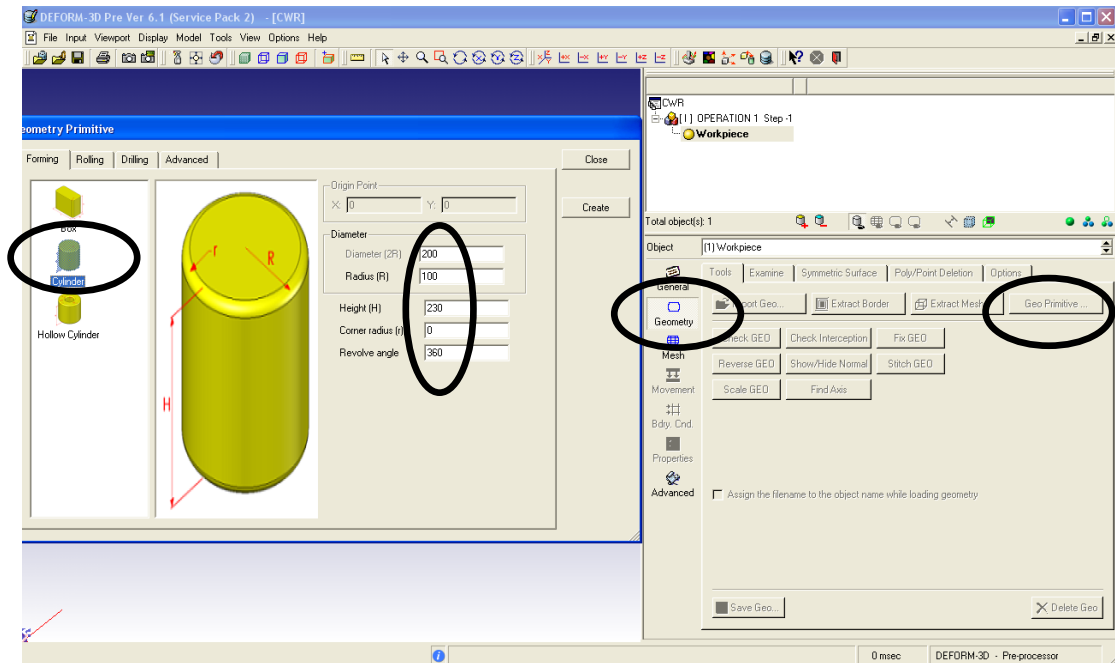 DEFORM-3D Pre Ver 6.1 (Service Pack 2) - [CWR]
File Input Viewport Display Model Tools View Options Help
CWR
[ 1 ] OPERATION 1 Step -1
Workpiece
Total object(s): 1
Object (1) Workpiece
Tools Examine Symmetric Surface Poly/Point Deletion Options
General
Geometry
Mesh
Movement
Bdry. Cnd.
Properties
Advanced
Extract Border Geo Primitive ...
Check Interception Fix GEO
Reverse GEO Show/Hide Normal Stitch GEO
Scale GEO Find Axis
Assign the filename to the object name while loading geometry
Save Geo... Delete Geo
Geometry Primitive
Forming Rolling Drilling Advanced
Close
Create
Box
Cylinder
Hollow Cylinder
r
R
H
Origin Point
X: 0 Y: 0
Diameter
Diameter (2R) 200
Radius (R) 100
Height (H) 230
Corner radius (r) 0
Revolve angle 360
0 msec DEFORM-3D - Pre-processor